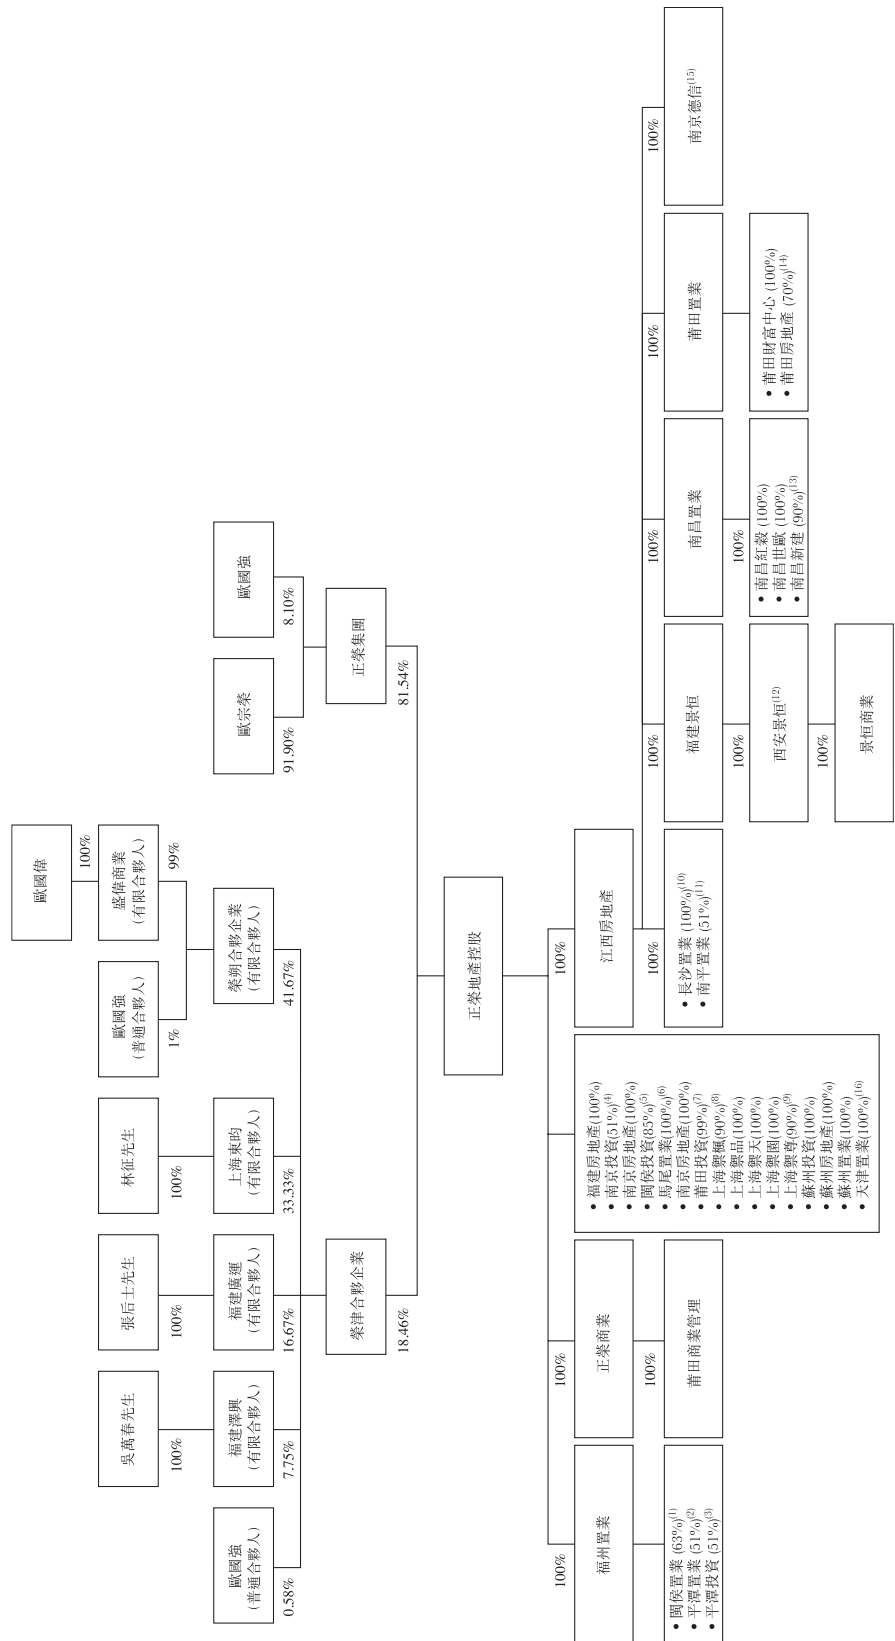 歐國偉
100%
吳萬春先生
張后士先生
林征先生
歐國強
(普通合夥人)
盛偉商業
(有限合夥人)
100%
100%
100%
1%
99%
歐國強
(普通合夥人)
福建澤興
(有限合夥人)
福建廣運
(有限合夥人)
上海東昀
(有限合夥人)
榮朔合夥企業
(有限合夥人)
歐宗榮
歐國強
0.58%
7.75%
16.67%
33.33%
41.67%
91.90%
8.10%
榮津合夥企業
正榮集團
18.46%
81.54%
正榮地產控股
100%
100%
100%
福州置業
正榮商業
• 福建房地產(100%)
• 南京投資(51%)(4)
• 南京房地產(100%)
• 閩侯投資(85%)(5)
• 馬尾置業(100%)(6)
• 南京房地產(100%)
• 莆田投資(99%)(7)
• 上海禦楓(90%)(8)
• 上海禦品(100%)
• 上海禦天(100%)
• 上海禦園(100%)
• 上海禦尊(90%)(9)
• 蘇州投資(100%)
• 蘇州房地產(100%)
• 蘇州置業(100%)
• 天津置業(100%)(16)
江西房地產
100%
100%
100%
100%
100%
100%
• 閩侯置業 (63%)(1)
• 平潭置業 (51%)(2)
• 平潭投資 (51%)(3)
莆田商業管理
• 長沙置業 (100%)(10)
• 南平置業 (51%)(11)
福建景恒
南昌置業
莆田置業
南京德信(15)
100%
100%
西安景恒(12)
• 南昌紅穀 (100%)
• 南昌世歐 (100%)
• 南昌新建 (90%)(13)
• 莆田財富中心 (100%)
• 莆田房地產 (70%)(14)
100%
景恒商業